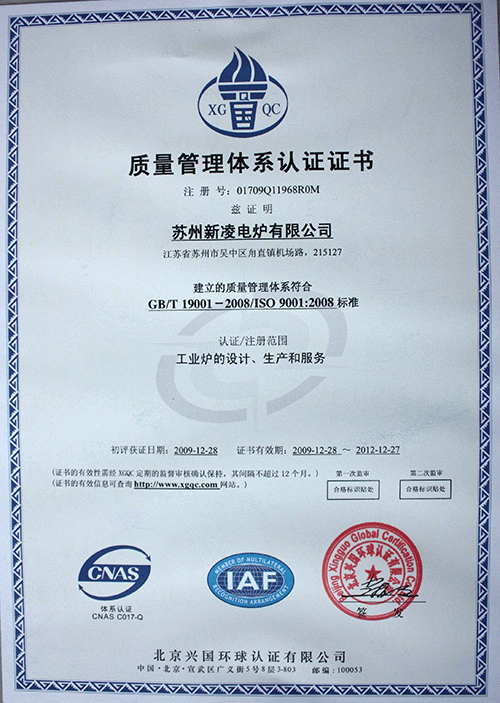 XG QC
质量管理体系认证证书
注 册 号：01709Q11968R0M
兹 证 明
苏州新凌电炉有限公司
江苏省苏州市吴中区甪直镇机场路，215127
建立的质量管理体系符合
GB/T 19001－2008/ISO 9001:2008 标准
认证/注册范围
工业炉的设计、生产和服务
初评获证日期：2009-12-28 证书有效期：2009-12-28 ～ 2012-12-27
(证书的有效性需经 XGQC 定期的监督审核确认保持，其间隔不超过 12 个月。)
(证书的有效信息可查询 http://www.xgqc.com 网站。)
第一次监审 第二次监审
合格标识贴处 合格标识贴处
CNAS
体系认证
CNAS C017-Q
MEMBER OF MULTILATERAL
IAF
RECOGNITION ARRANGEMENT
Beijing Xingguo Global Certification Co., Ltd
北京兴国环球认证有限公司
签 发
北京兴国环球认证有限公司
中国·北京·宣武区广义街5号8层3-803 邮编：100053